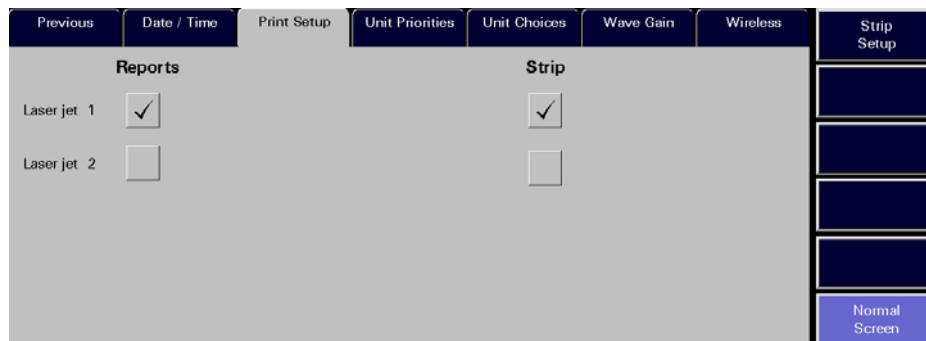 Previous Date / Time Print Setup Unit Priorities Unit Choices Wave Gain Wireless
Strip
Setup
Reports Strip
Laser jet 1
Laser jet 2
Normal
Screen